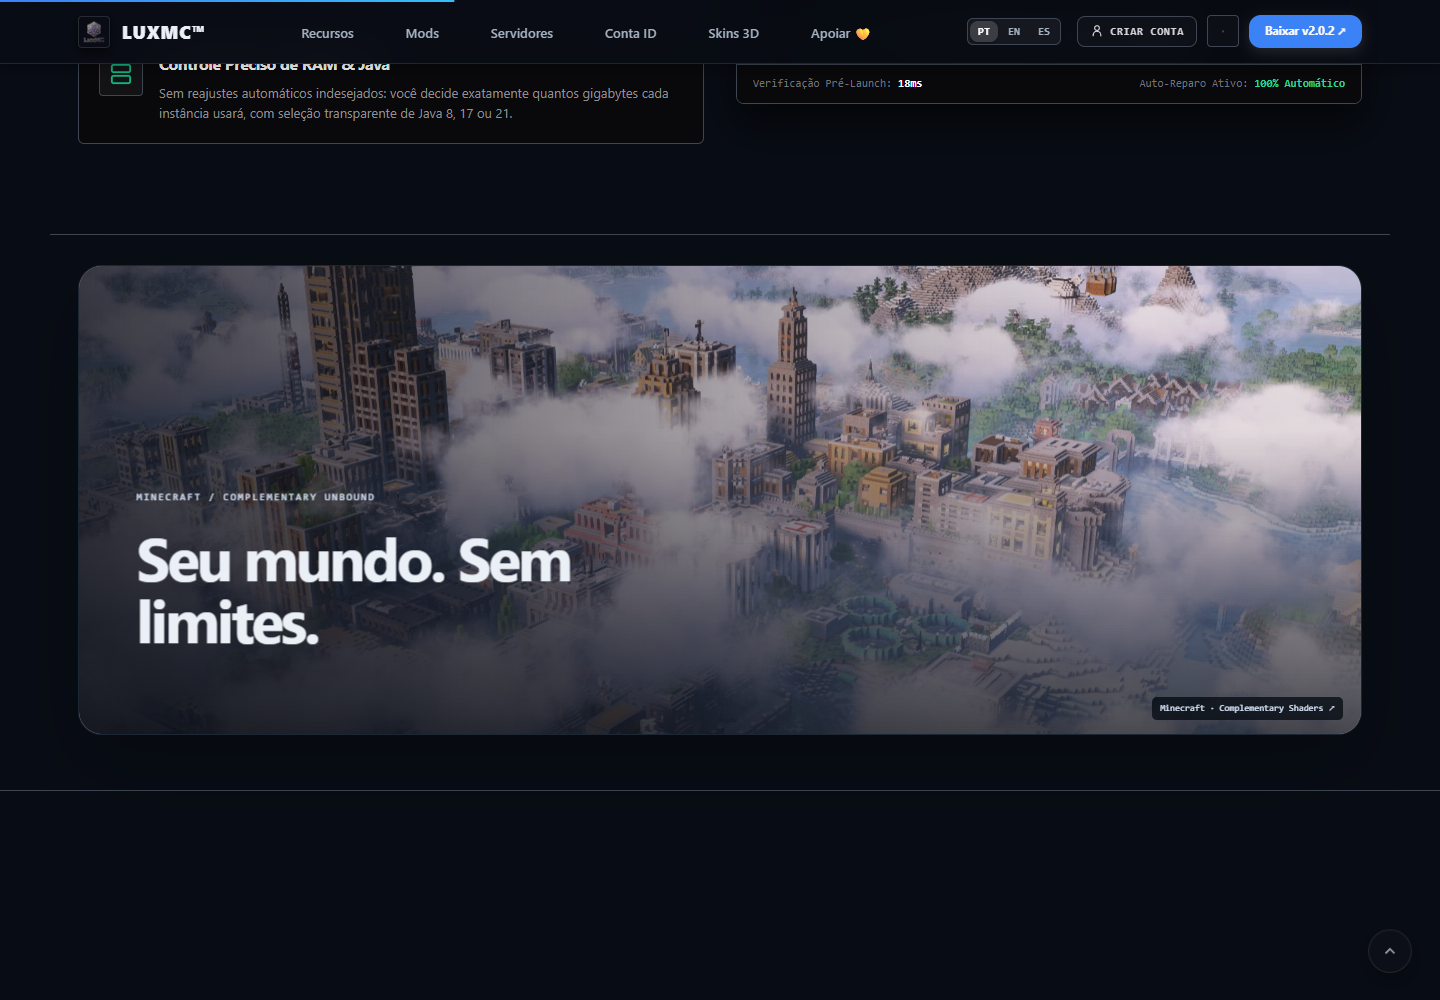 LUXMC™
Recursos
Mods
Servidores
Conta ID
Skins 3D
Apoiar 🧡
PT
EN
ES
CRIAR CONTA
Baixar v2.0.2 ↗
Controle Preciso de RAM & Java
Sem reajustes automáticos indesejados: você decide exatamente quantos gigabytes cada
instância usará, com seleção transparente de Java 8, 17 ou 21.
Verificação Pré-Launch: 18ms
Auto-Reparo Ativo: 100% Automático
MINECRAFT / COMPLEMENTARY UNBOUND
Seu mundo. Sem
limites.
Minecraft · Complementary Shaders ↗